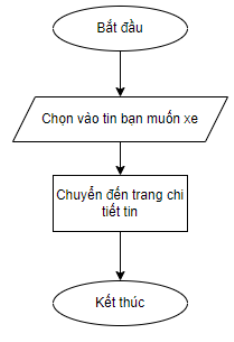 Bắt đầu
Chọn vào tin bạn muốn xe
Chuyển đến trang chi
tiết tin
Kết thúc